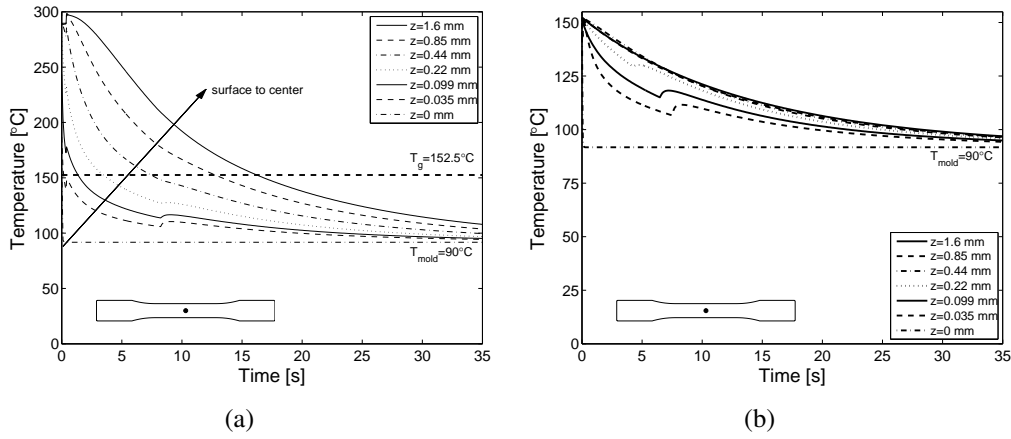 300
250
200
150
100
50
0
Temperature [°C]
z=1.6 mm
z=0.85 mm
z=0.44 mm
z=0.22 mm
z=0.099 mm
z=0.035 mm
z=0 mm
surface to center
Tg=152.5°C
Tmold=90°C
0 5 10 15 20 25 30 35
Time [s]
(a)
150
125
100
75
50
25
0
Temperature [°C]
Tmold=90°C
z=1.6 mm
z=0.85 mm
z=0.44 mm
z=0.22 mm
z=0.099 mm
z=0.035 mm
z=0 mm
0 5 10 15 20 25 30 35
Time [s]
(b)